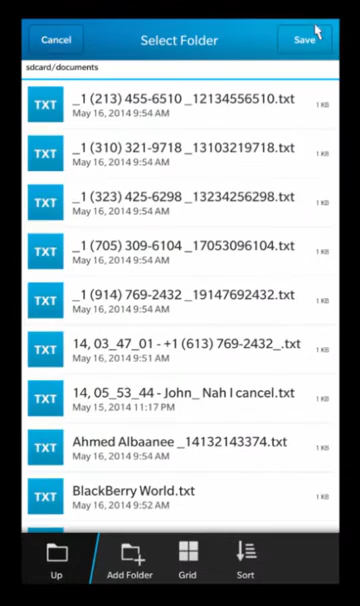 Cancel Select Folder Save
sdcard/documents
TXT _1 (213) 455-6510 _12134556510.txt 1 KB
May 16, 2014 9:54 AM
TXT _1 (310) 321-9718 _13103219718.txt 1 KB
May 16, 2014 9:54 AM
TXT _1 (323) 425-6298 _13234256298.txt 1 KB
May 16, 2014 9:54 AM
TXT _1 (705) 309-6104 _17053096104.txt 1 KB
May 16, 2014 9:54 AM
TXT _1 (914) 769-2432 _19147692432.txt 1 KB
May 16, 2014 9:54 AM
TXT 14, 03_47_01 - +1 (613) 769-2432_.txt 1 KB
May 16, 2014 9:51 AM
TXT 14, 05_53_44 - John_ Nah I cancel.txt 1 KB
May 15, 2014 11:17 PM
TXT Ahmed Albaanee _14132143374.txt 1 KB
May 16, 2014 9:54 AM
TXT BlackBerry World.txt 1 KB
May 16, 2014 9:52 AM
Up Add Folder Grid Sort